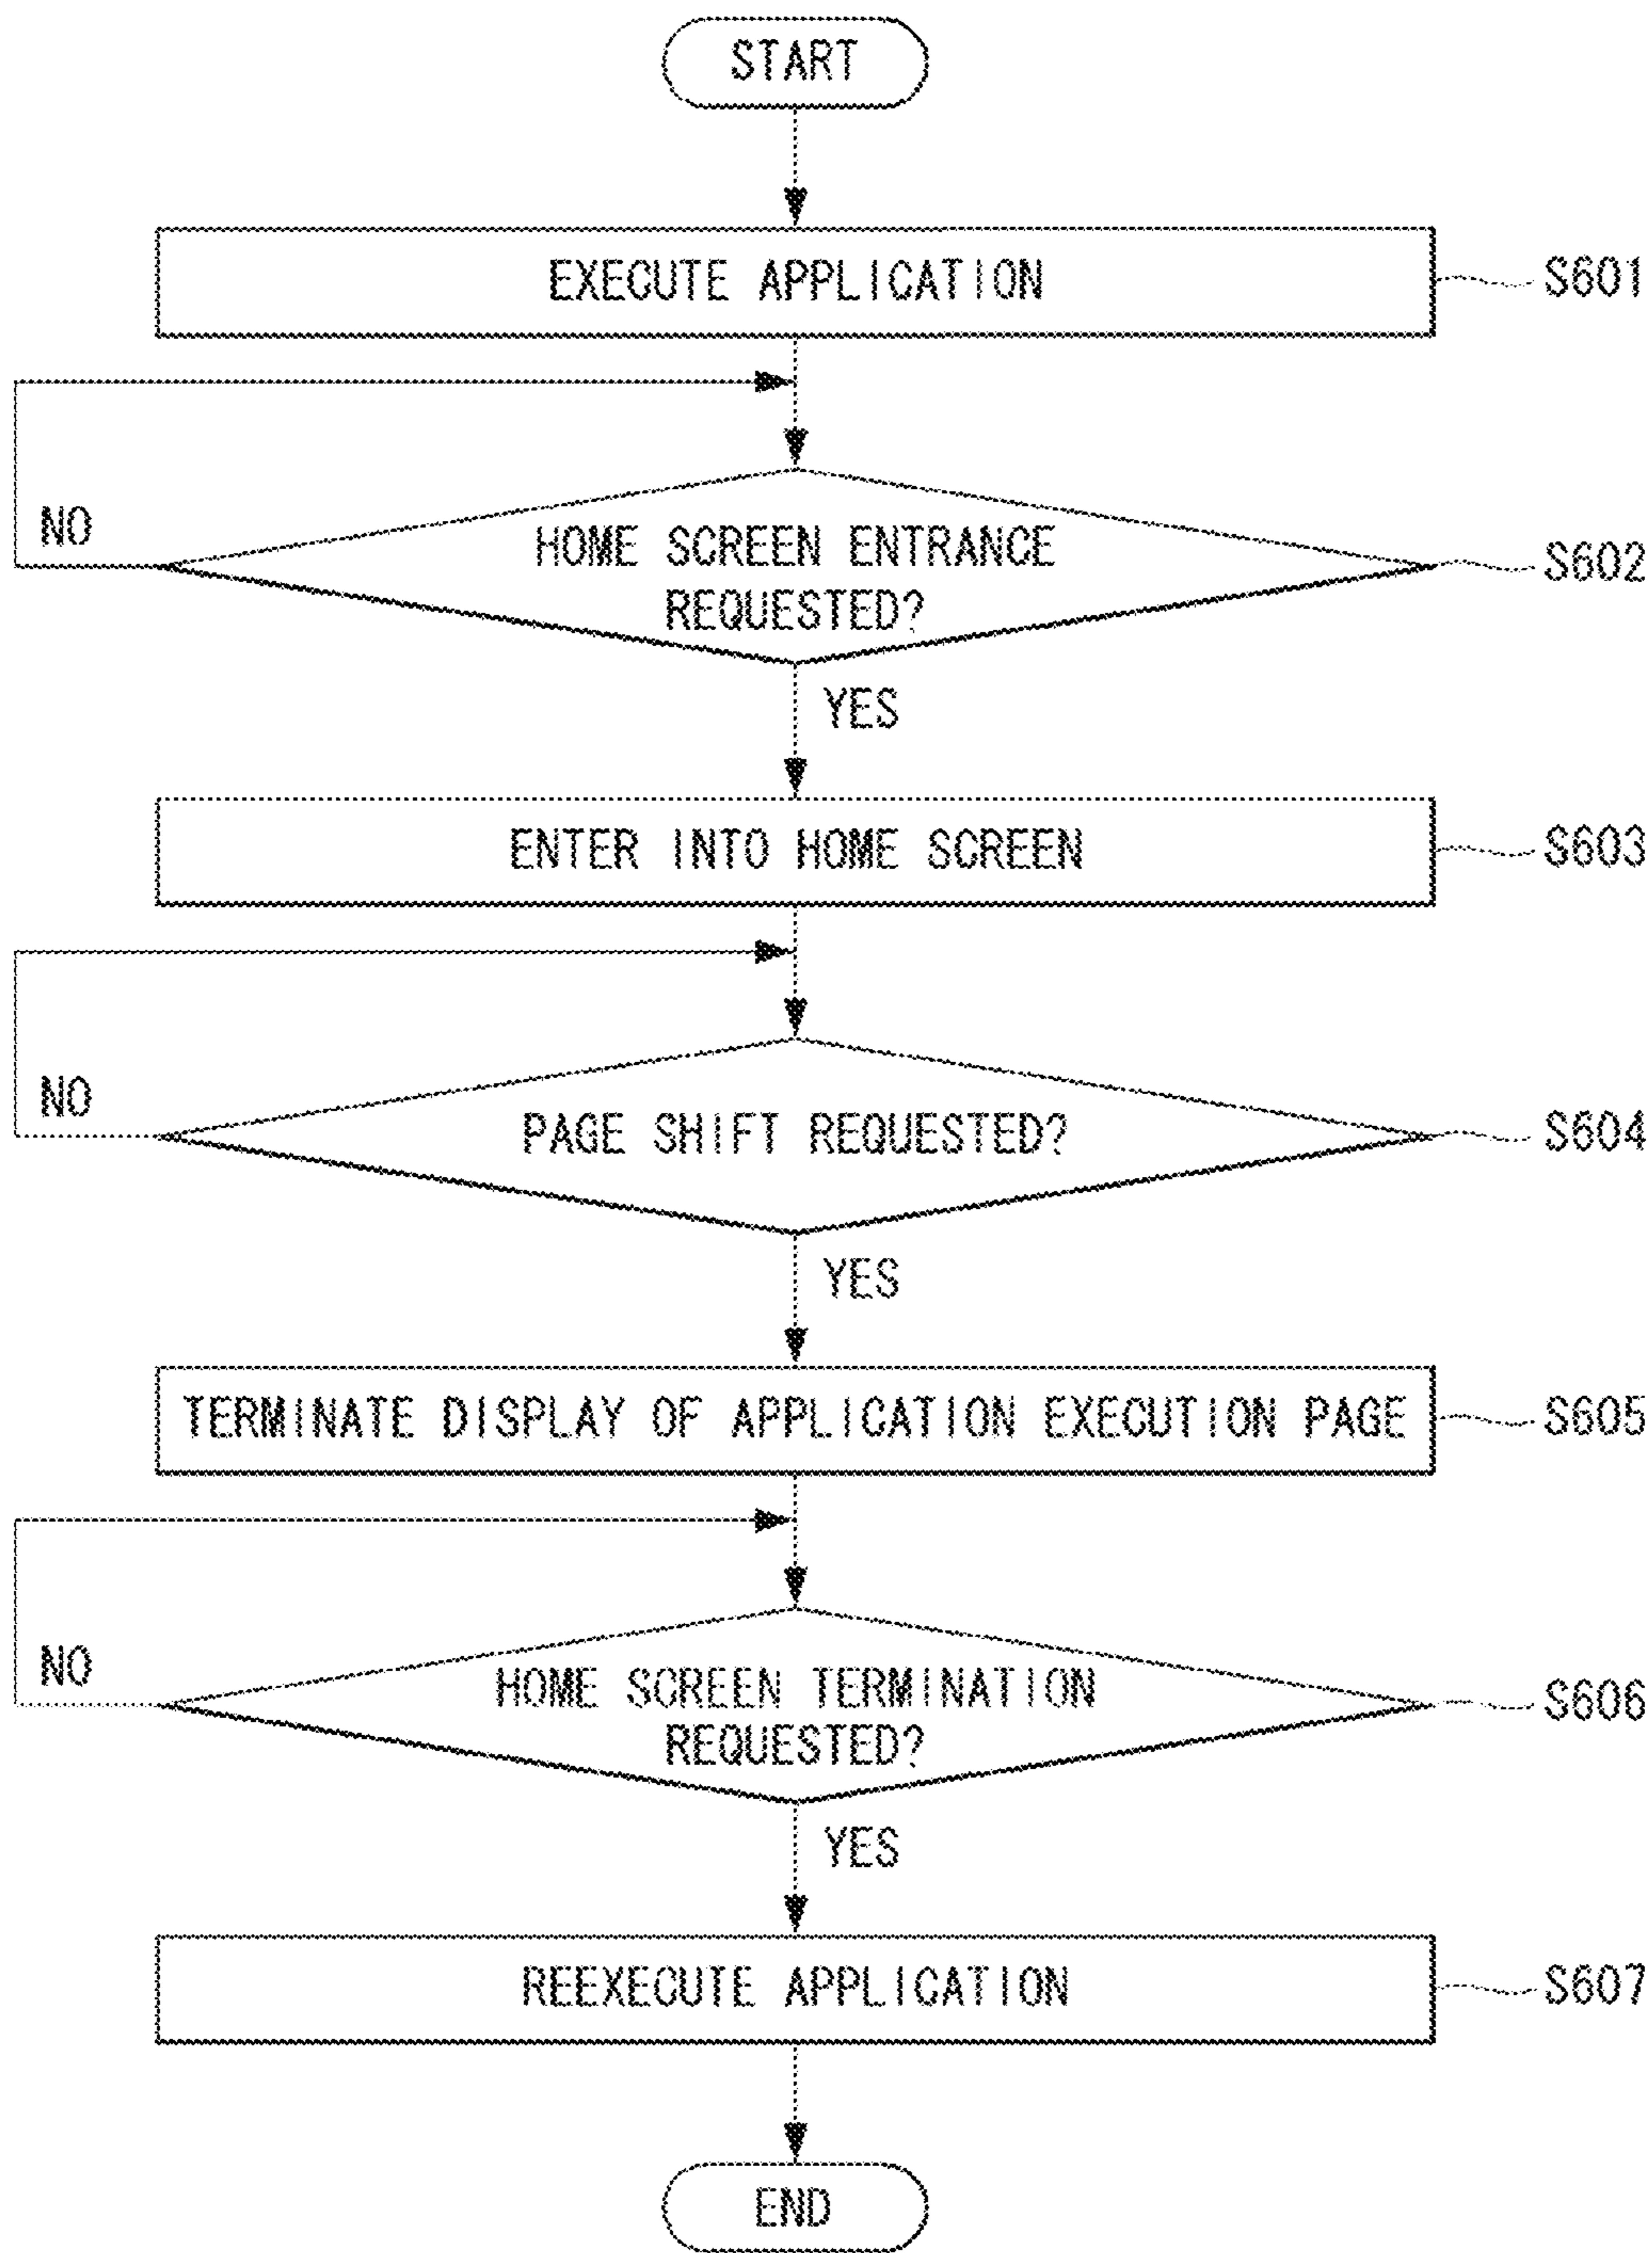 START
EXECUTE APPLICATION
S601
NO
HOME SCREEN ENTRANCE
REQUESTED?
S602
YES
ENTER INTO HOME SCREEN
S603
NO
PAGE SHIFT REQUESTED?
S604
YES
TERMINATE DISPLAY OF APPLICATION EXECUTION PAGE
S605
NO
HOME SCREEN TERMINATION
REQUESTED?
S606
YES
REEXECUTE APPLICATION
S607
END